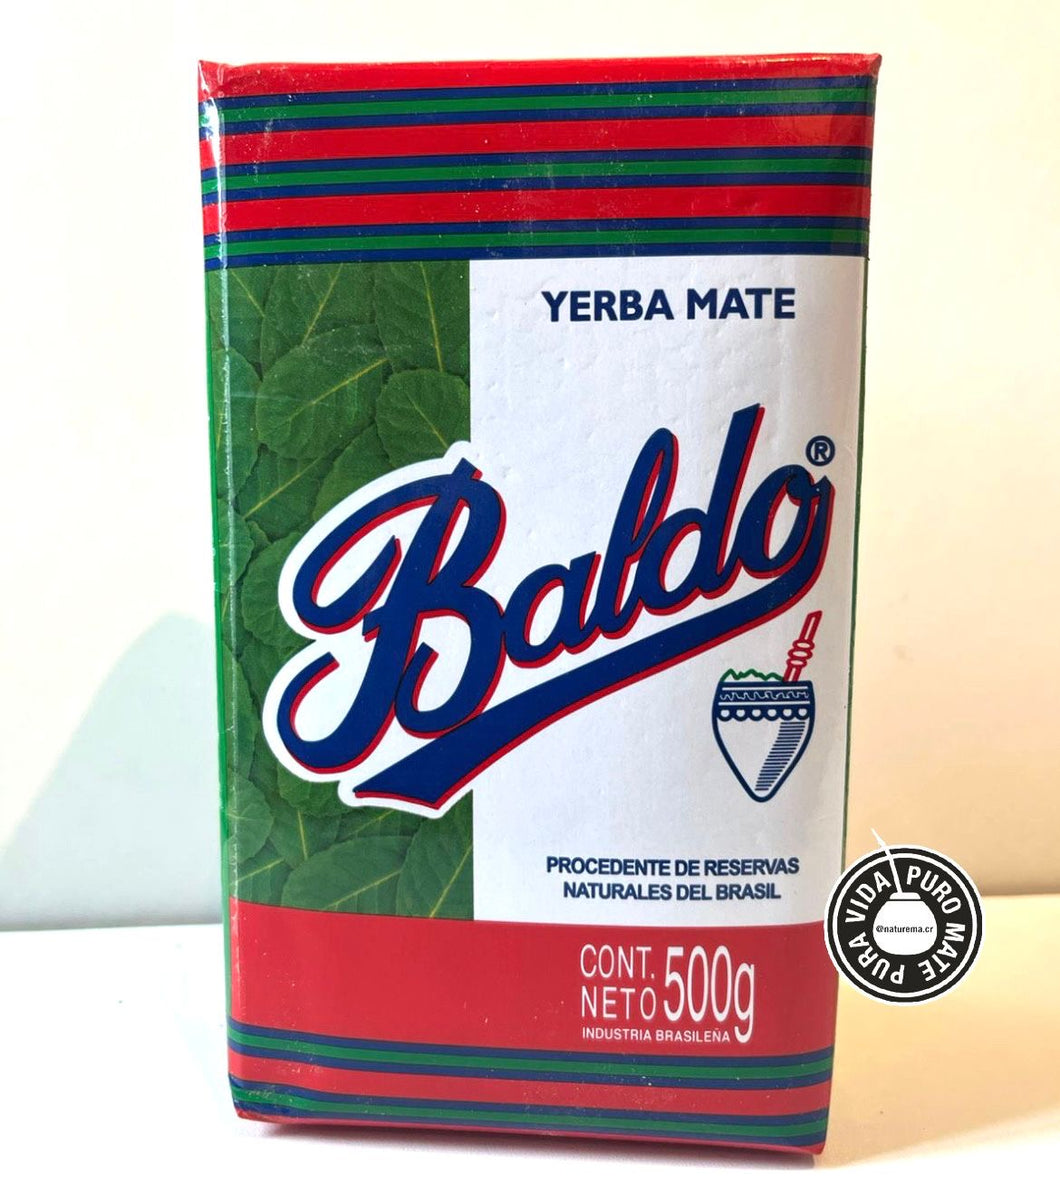 YERBA MATE
Baldo®
PROCEDENTE DE RESERVAS
NATURALES DEL BRASIL
CONT.
NETO 500g
INDUSTRIA BRASILEÑA
PURA VIDA PURO MATE
@naturema.cr